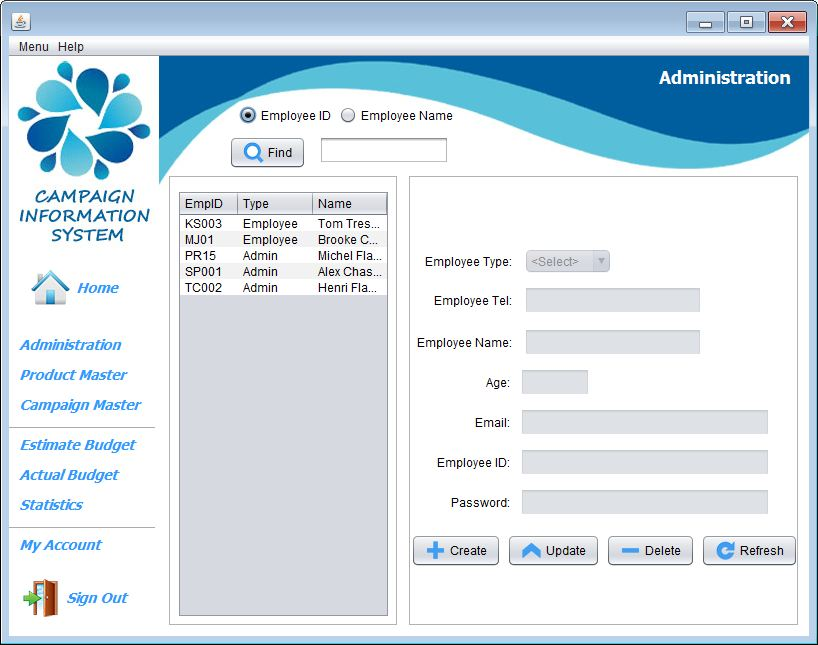 Menu Help
Administration
CAMPAIGN
INFORMATION
SYSTEM
Home
Administration
Product Master
Campaign Master
Estimate Budget
Actual Budget
Statistics
My Account
Sign Out
Employee ID Employee Name
Find
EmpID Type Name
KS003 Employee Tom Tres...
MJ01 Employee Brooke C...
PR15 Admin Michel Fla...
SP001 Admin Alex Chas...
TC002 Admin Henri Fla...
Employee Type: <Select>
Employee Tel:
Employee Name:
Age:
Email:
Employee ID:
Password:
Create Update Delete Refresh